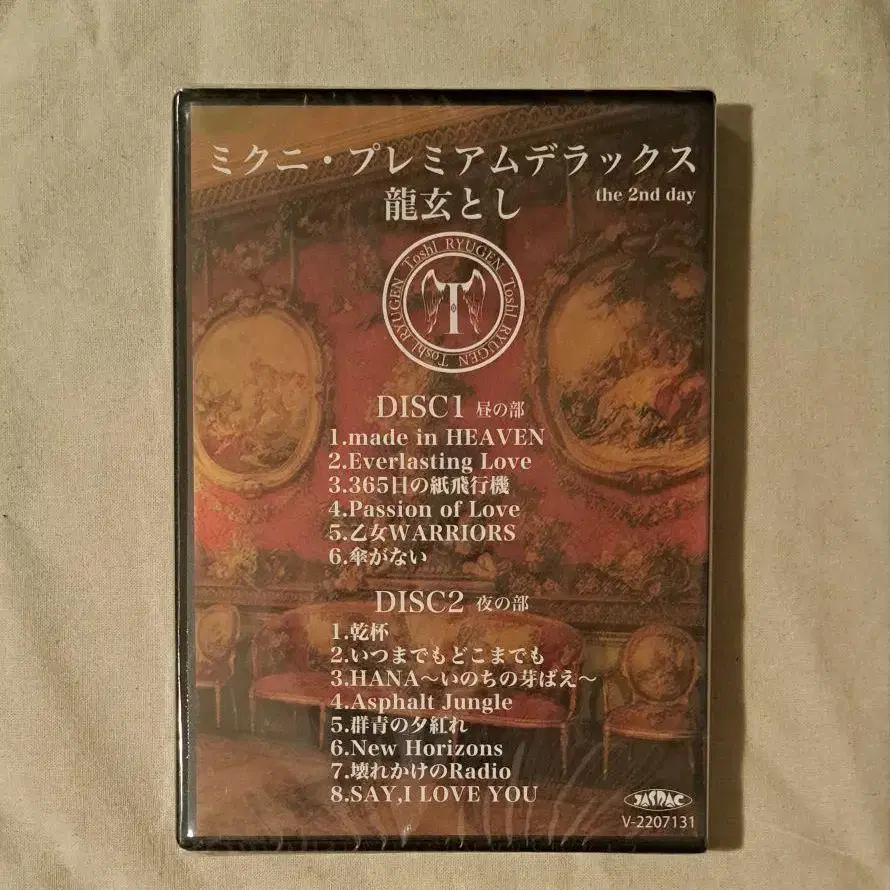 ミクニ・プレミアムデラックス
the 2nd day
龍玄とし
ToshI RYUGEN ToshI RYUGEN ToshI RYUGEN
T
DISC1 昼の部
1.made in HEAVEN
2.Everlasting Love
3.365日の紙飛行機
4.Passion of Love
5.乙女WARRIORS
6.傘がない
DISC2 夜の部
1.乾杯
2.いつまでもどこまでも
3.HANA〜いのちの芽ばえ〜
4.Asphalt Jungle
5.群青の夕紅れ
6.New Horizons
7.壊れかけのRadio
8.SAY,I LOVE YOU
JASRAC
V-2207131